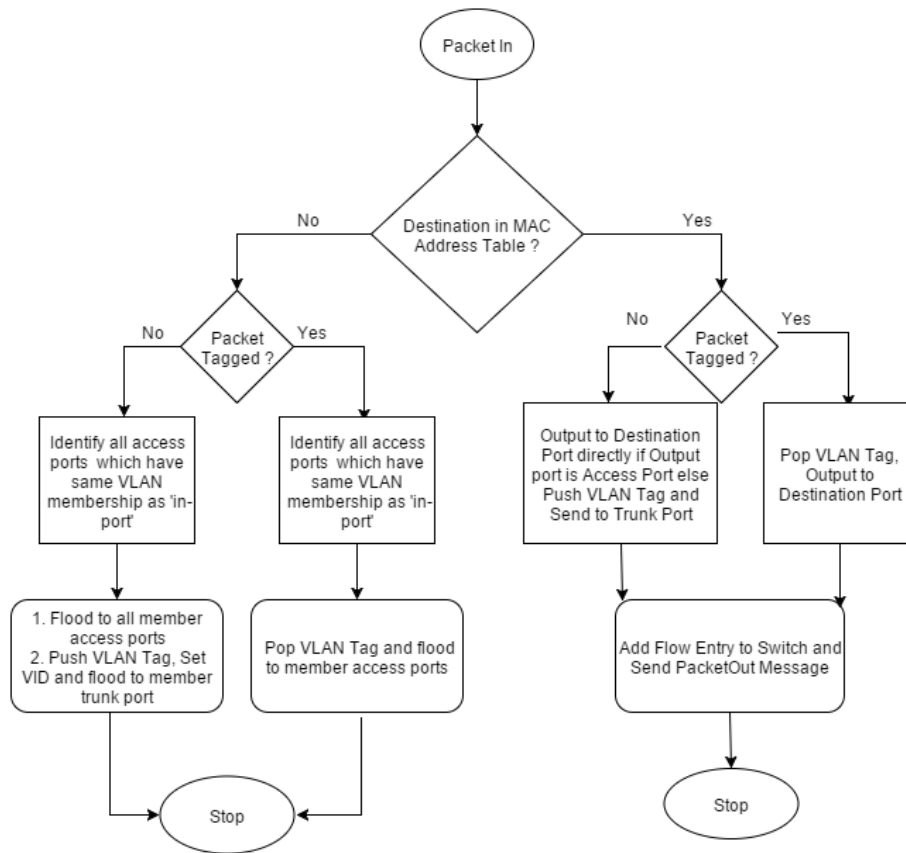 Packet In
No
Destination in MAC
Address Table ?
Yes
No
Packet
Tagged ?
Yes
No
Packet
Tagged ?
Yes
Identify all access
ports which have
same VLAN
membership as 'in-
port'
Identify all access
ports which have
same VLAN
membership as 'in-
port'
Output to Destination
Port directly if Output
port is Access Port else
Push VLAN Tag and
Send to Trunk Port
Pop VLAN Tag,
Output to
Destination Port
1. Flood to all member
access ports
2. Push VLAN Tag, Set
VID and flood to member
trunk port
Pop VLAN Tag and flood
to member access ports
Add Flow Entry to Switch and
Send PacketOut Message
Stop
Stop